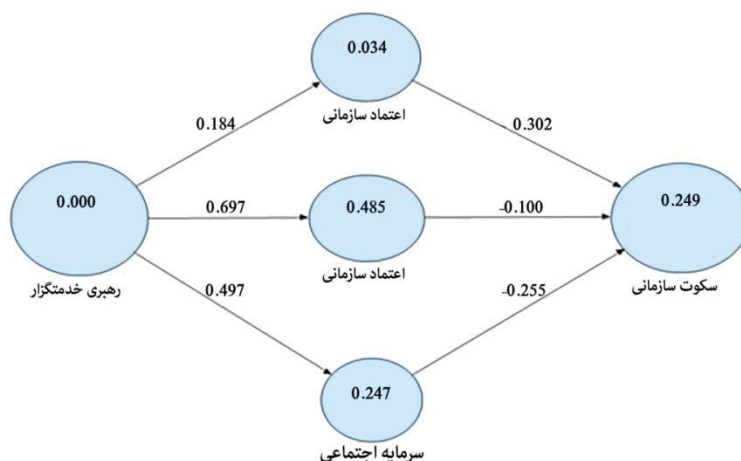 0.034
اعتماد سازمانی
0.184
0.302
0.000
رهبری خدمتگزار
0.697
0.485
اعتماد سازمانی
-0.100
0.249
سکوت سازمانی
0.497
-0.255
0.247
سرمایه اجتماعی